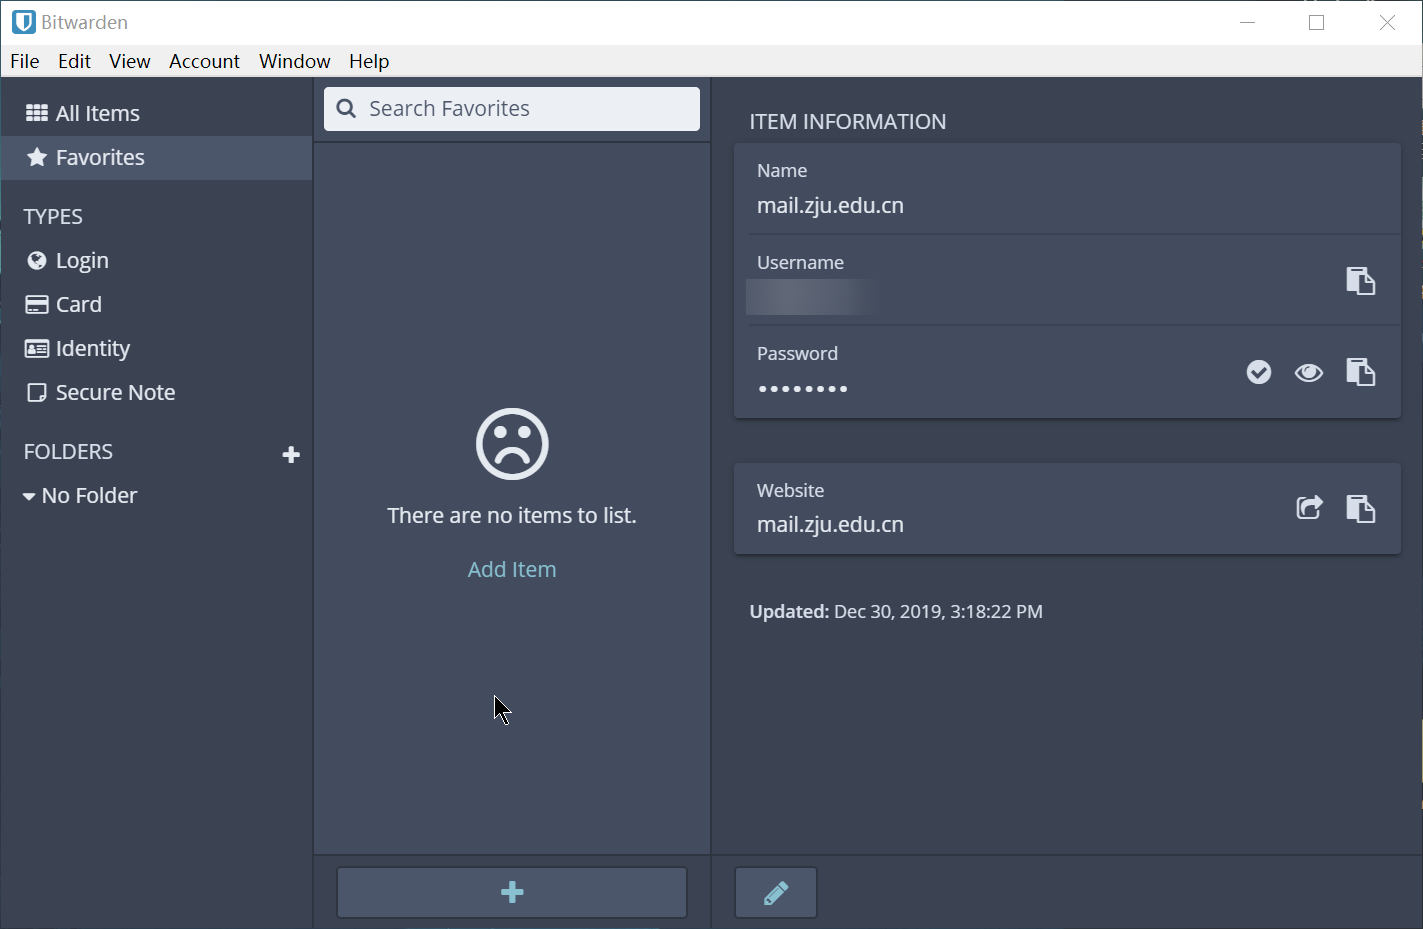 Bitwarden
File Edit View Account Window Help
All Items
Favorites
TYPES
Login
Card
Identity
Secure Note
FOLDERS
No Folder
Search Favorites
There are no items to list.
Add Item
ITEM INFORMATION
Name
mail.zju.edu.cn
Username
Password
••••••••
Website
mail.zju.edu.cn
Updated: Dec 30, 2019, 3:18:22 PM